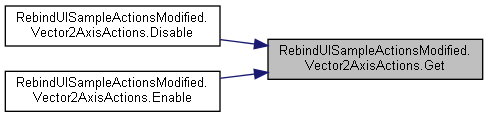 RebindUISampleActionsModified.
Vector2AxisActions.Disable
RebindUISampleActionsModified.
Vector2AxisActions.Get
RebindUISampleActionsModified.
Vector2AxisActions.Enable